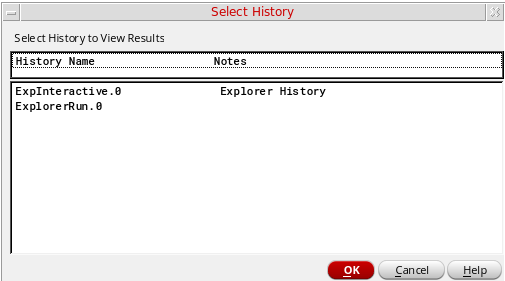 Select History
Select History to View Results
History Name Notes
ExpInteractive.0 Explorer History
ExplorerRun.0
OK Cancel Help